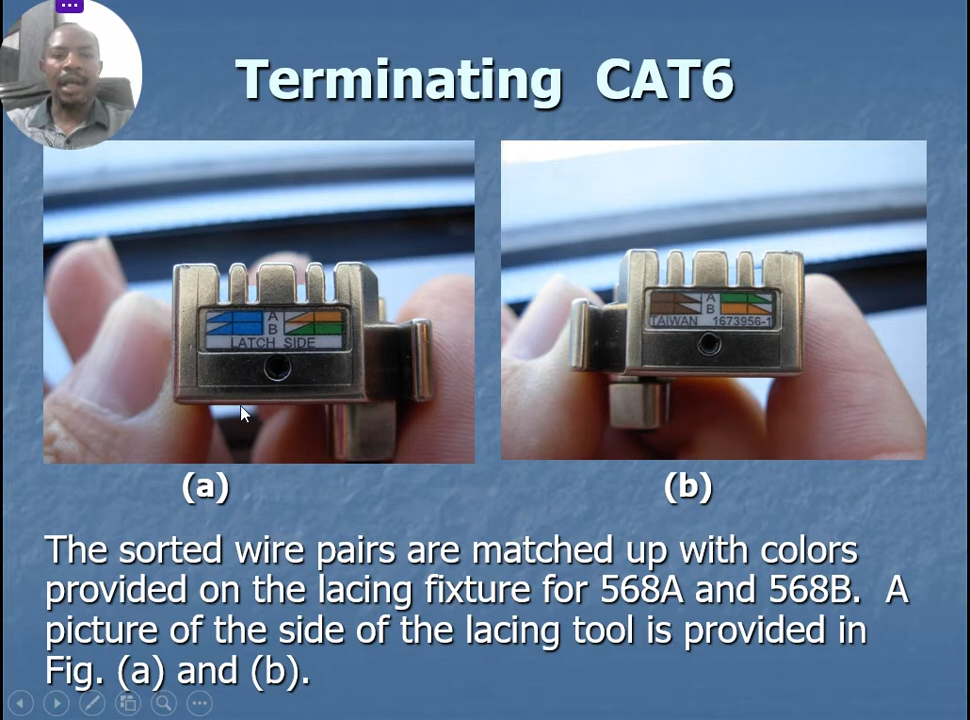 Terminating CAT6
A
B
LATCH SIDE
A
B
TAIWAN 1673956-1
(a)
(b)
The sorted wire pairs are matched up with colors
provided on the lacing fixture for 568A and 568B. A
picture of the side of the lacing tool is provided in
Fig. (a) and (b).